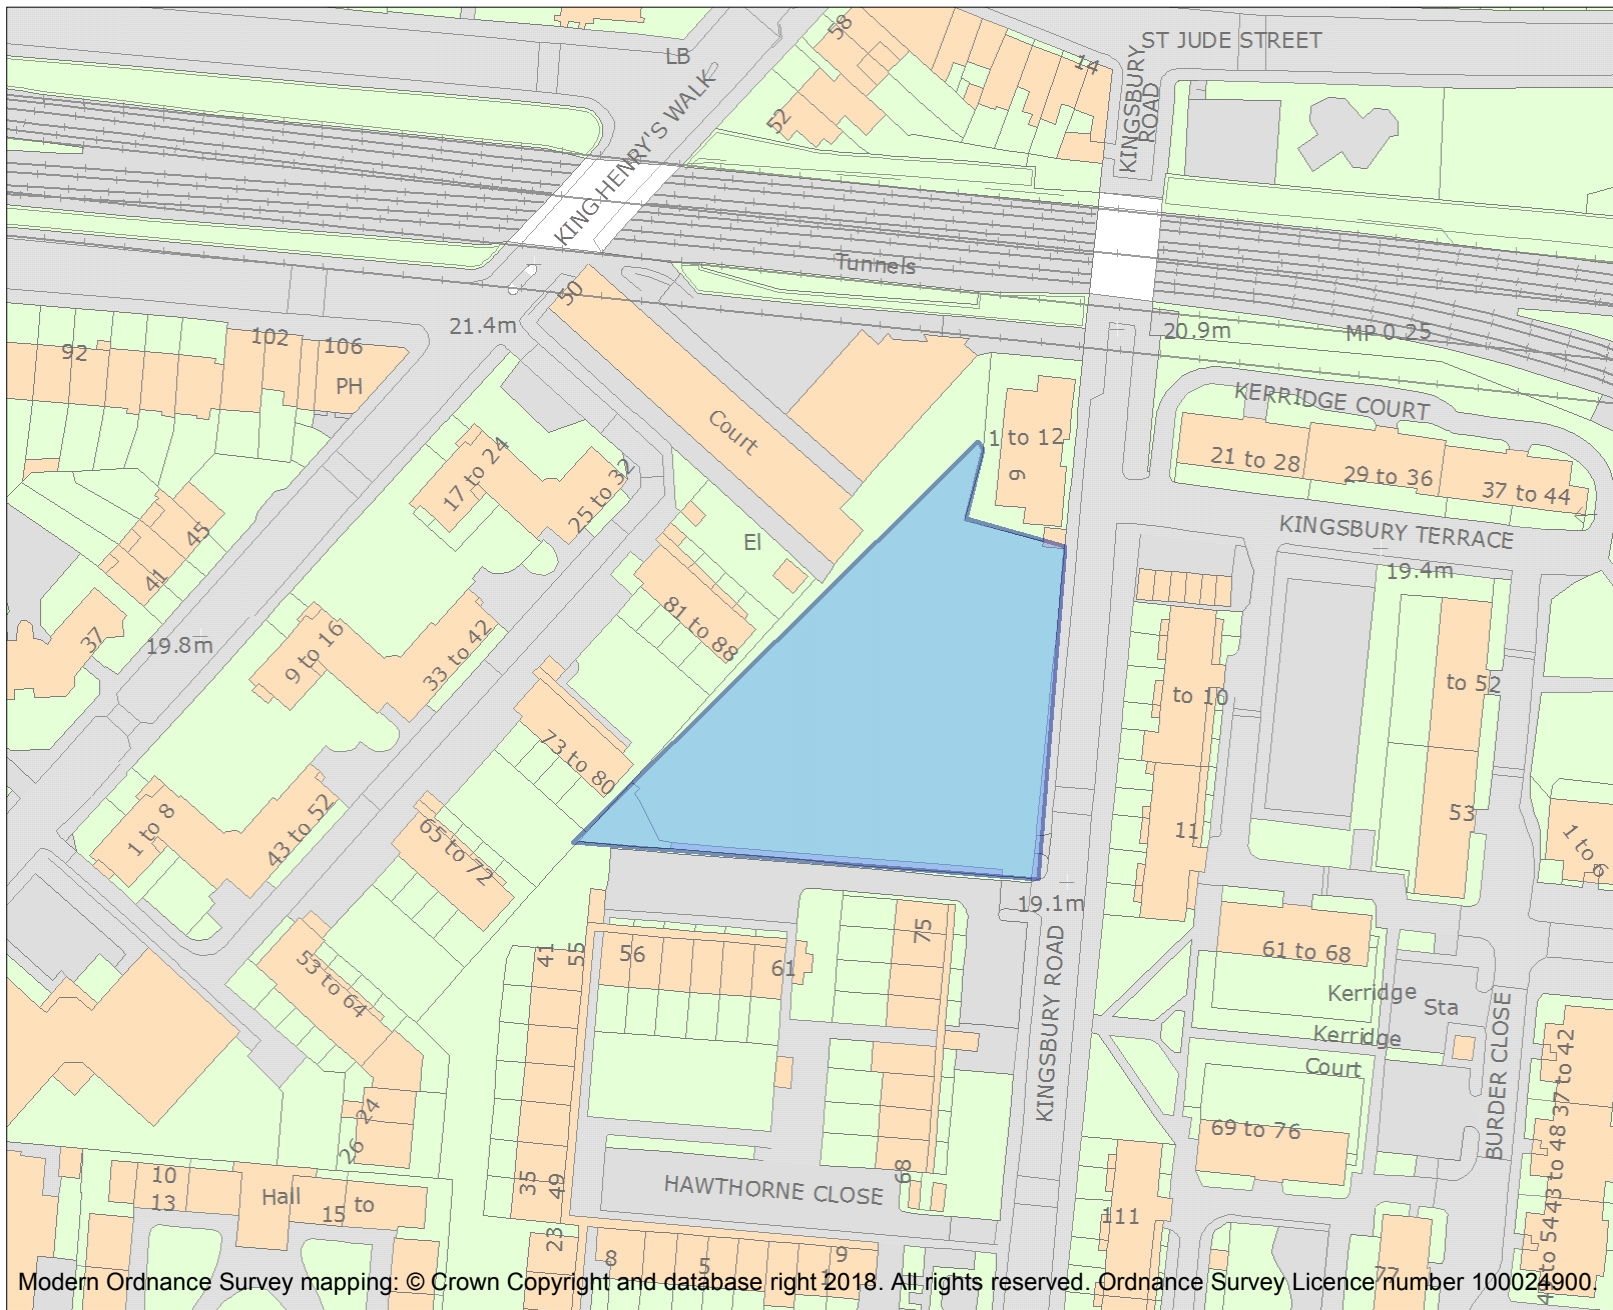 58
ST JUDE STREET
LB
14
KINGSBURY
ROAD
KING HENRY'S WALK
52
Tunnels
50
21.4m
20.9m
MP 0.25
102
106
92
PH
KERRIDGE COURT
Court
1 to 12
9
21 to 28
29 to 36
37 to 44
17 to 24
25 to 32
KINGSBURY TERRACE
45
El
19.4m
41
81 to 88
37
19.8m
9 to 16
33 to 42
to 10
to 52
73 to 80
1 to 8
43 to 52
65 to 72
11
53
1 to 6
19.1m
75
41
55
56
61
61 to 68
53 to 64
KINGSBURY ROAD
Kerridge
Sta
Kerridge
Court
BURDER CLOSE
37 to 42
24
26
69 to 76
43 to 48
10
13
Hall
15
to
35
49
HAWTHORNE CLOSE
68
111
23
8
5
9
77
Modern Ordnance Survey mapping: © Crown Copyright and database right 2018. All rights reserved. Ordnance Survey Licence number 100024900.